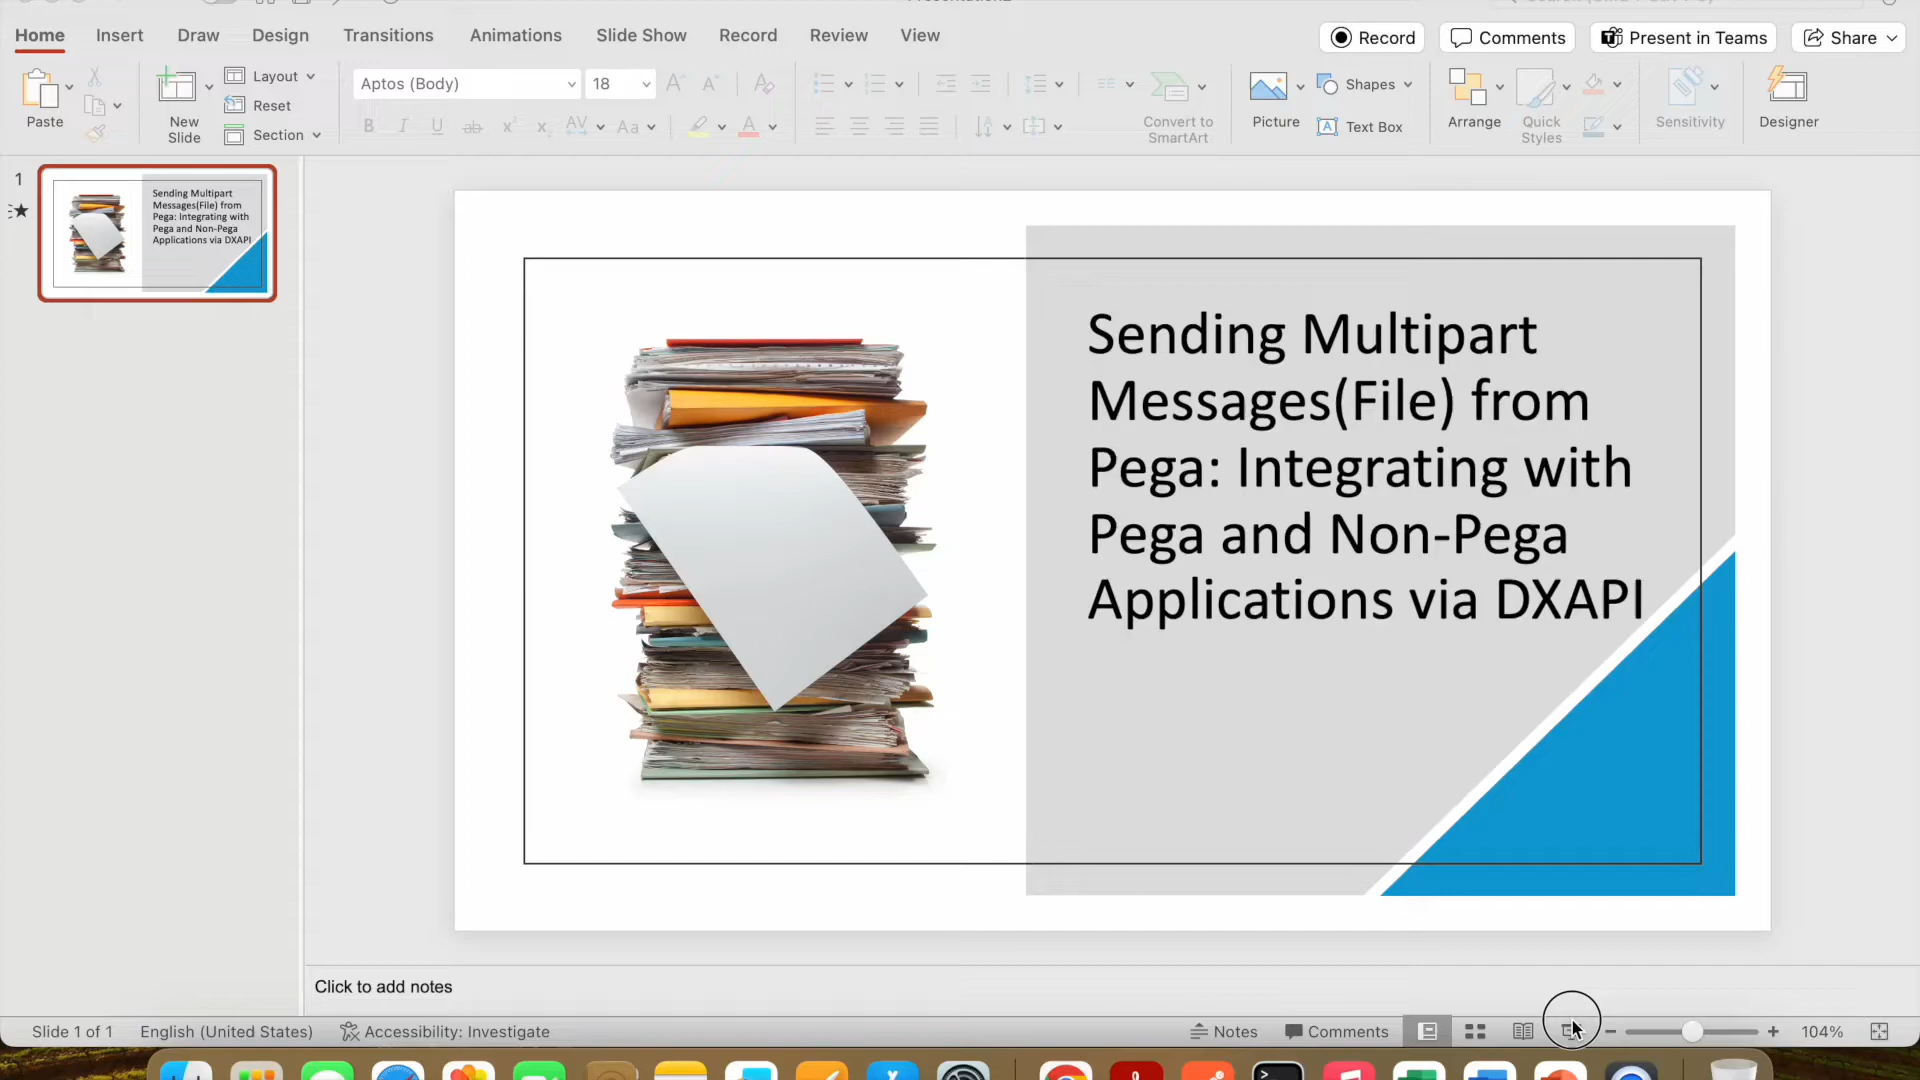 Home Insert Draw Design Transitions Animations Slide Show Record Review View
Record Comments Present in Teams Share
Paste
New Slide
Layout
Reset
Section
Aptos (Body) 18
Convert to SmartArt
Picture
Shapes
Text Box
Arrange
Quick Styles
Sensitivity
Designer
1
Sending Multipart
Messages(File) from
Pega: Integrating with
Pega and Non-Pega
Applications via DXAPI
Sending Multipart
Messages(File) from
Pega: Integrating with
Pega and Non-Pega
Applications via DXAPI
Click to add notes
Slide 1 of 1 English (United States) Accessibility: Investigate Notes Comments 104%